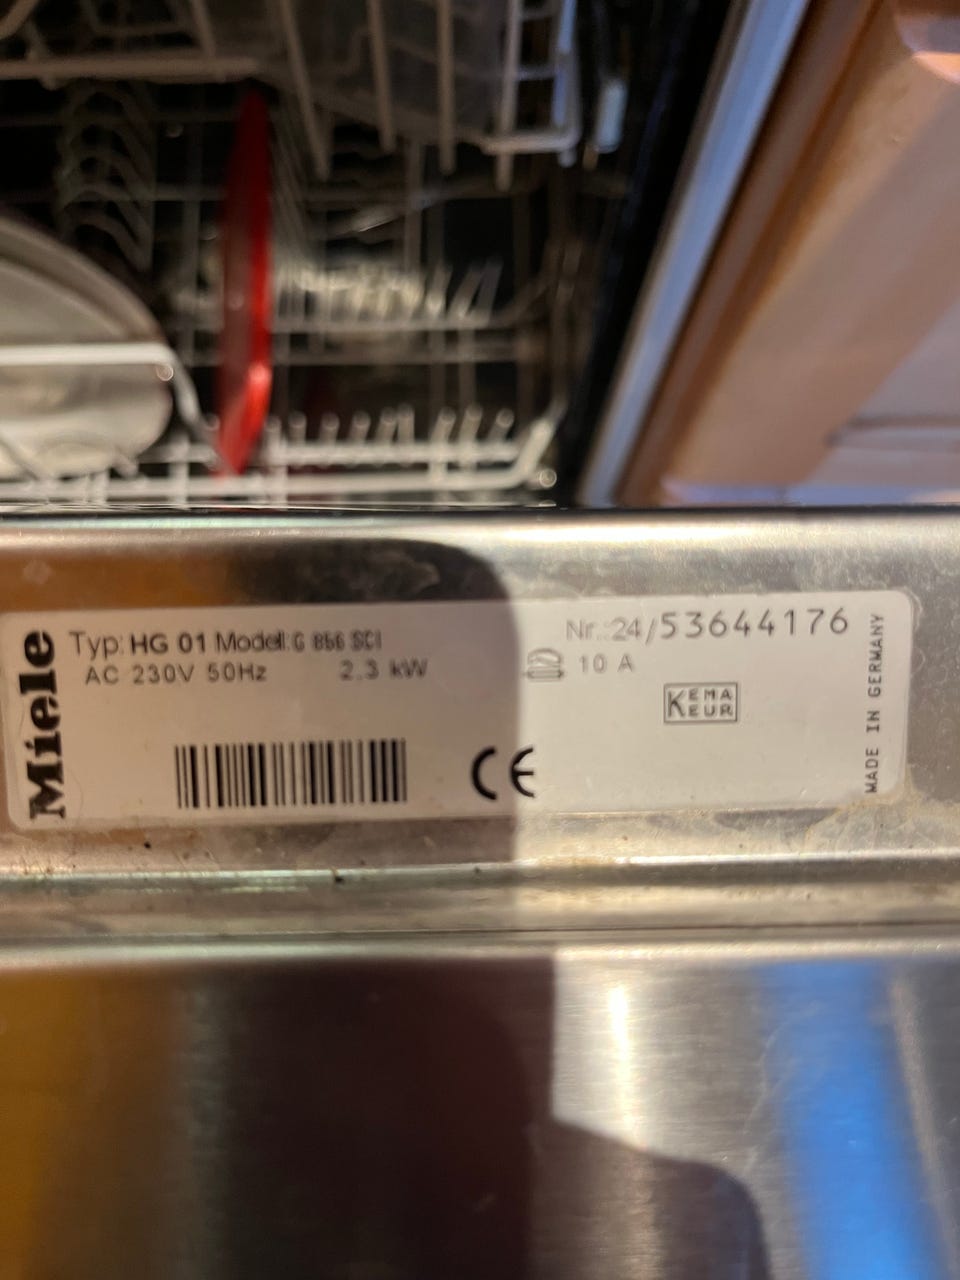 Miele
Typ: HG 01 Modell: G 856 SCI
Nr.: 24/53644176
AC 230V 50Hz 2.3 kW 10 A
KEMA
KEUR
CE
MADE IN GERMANY